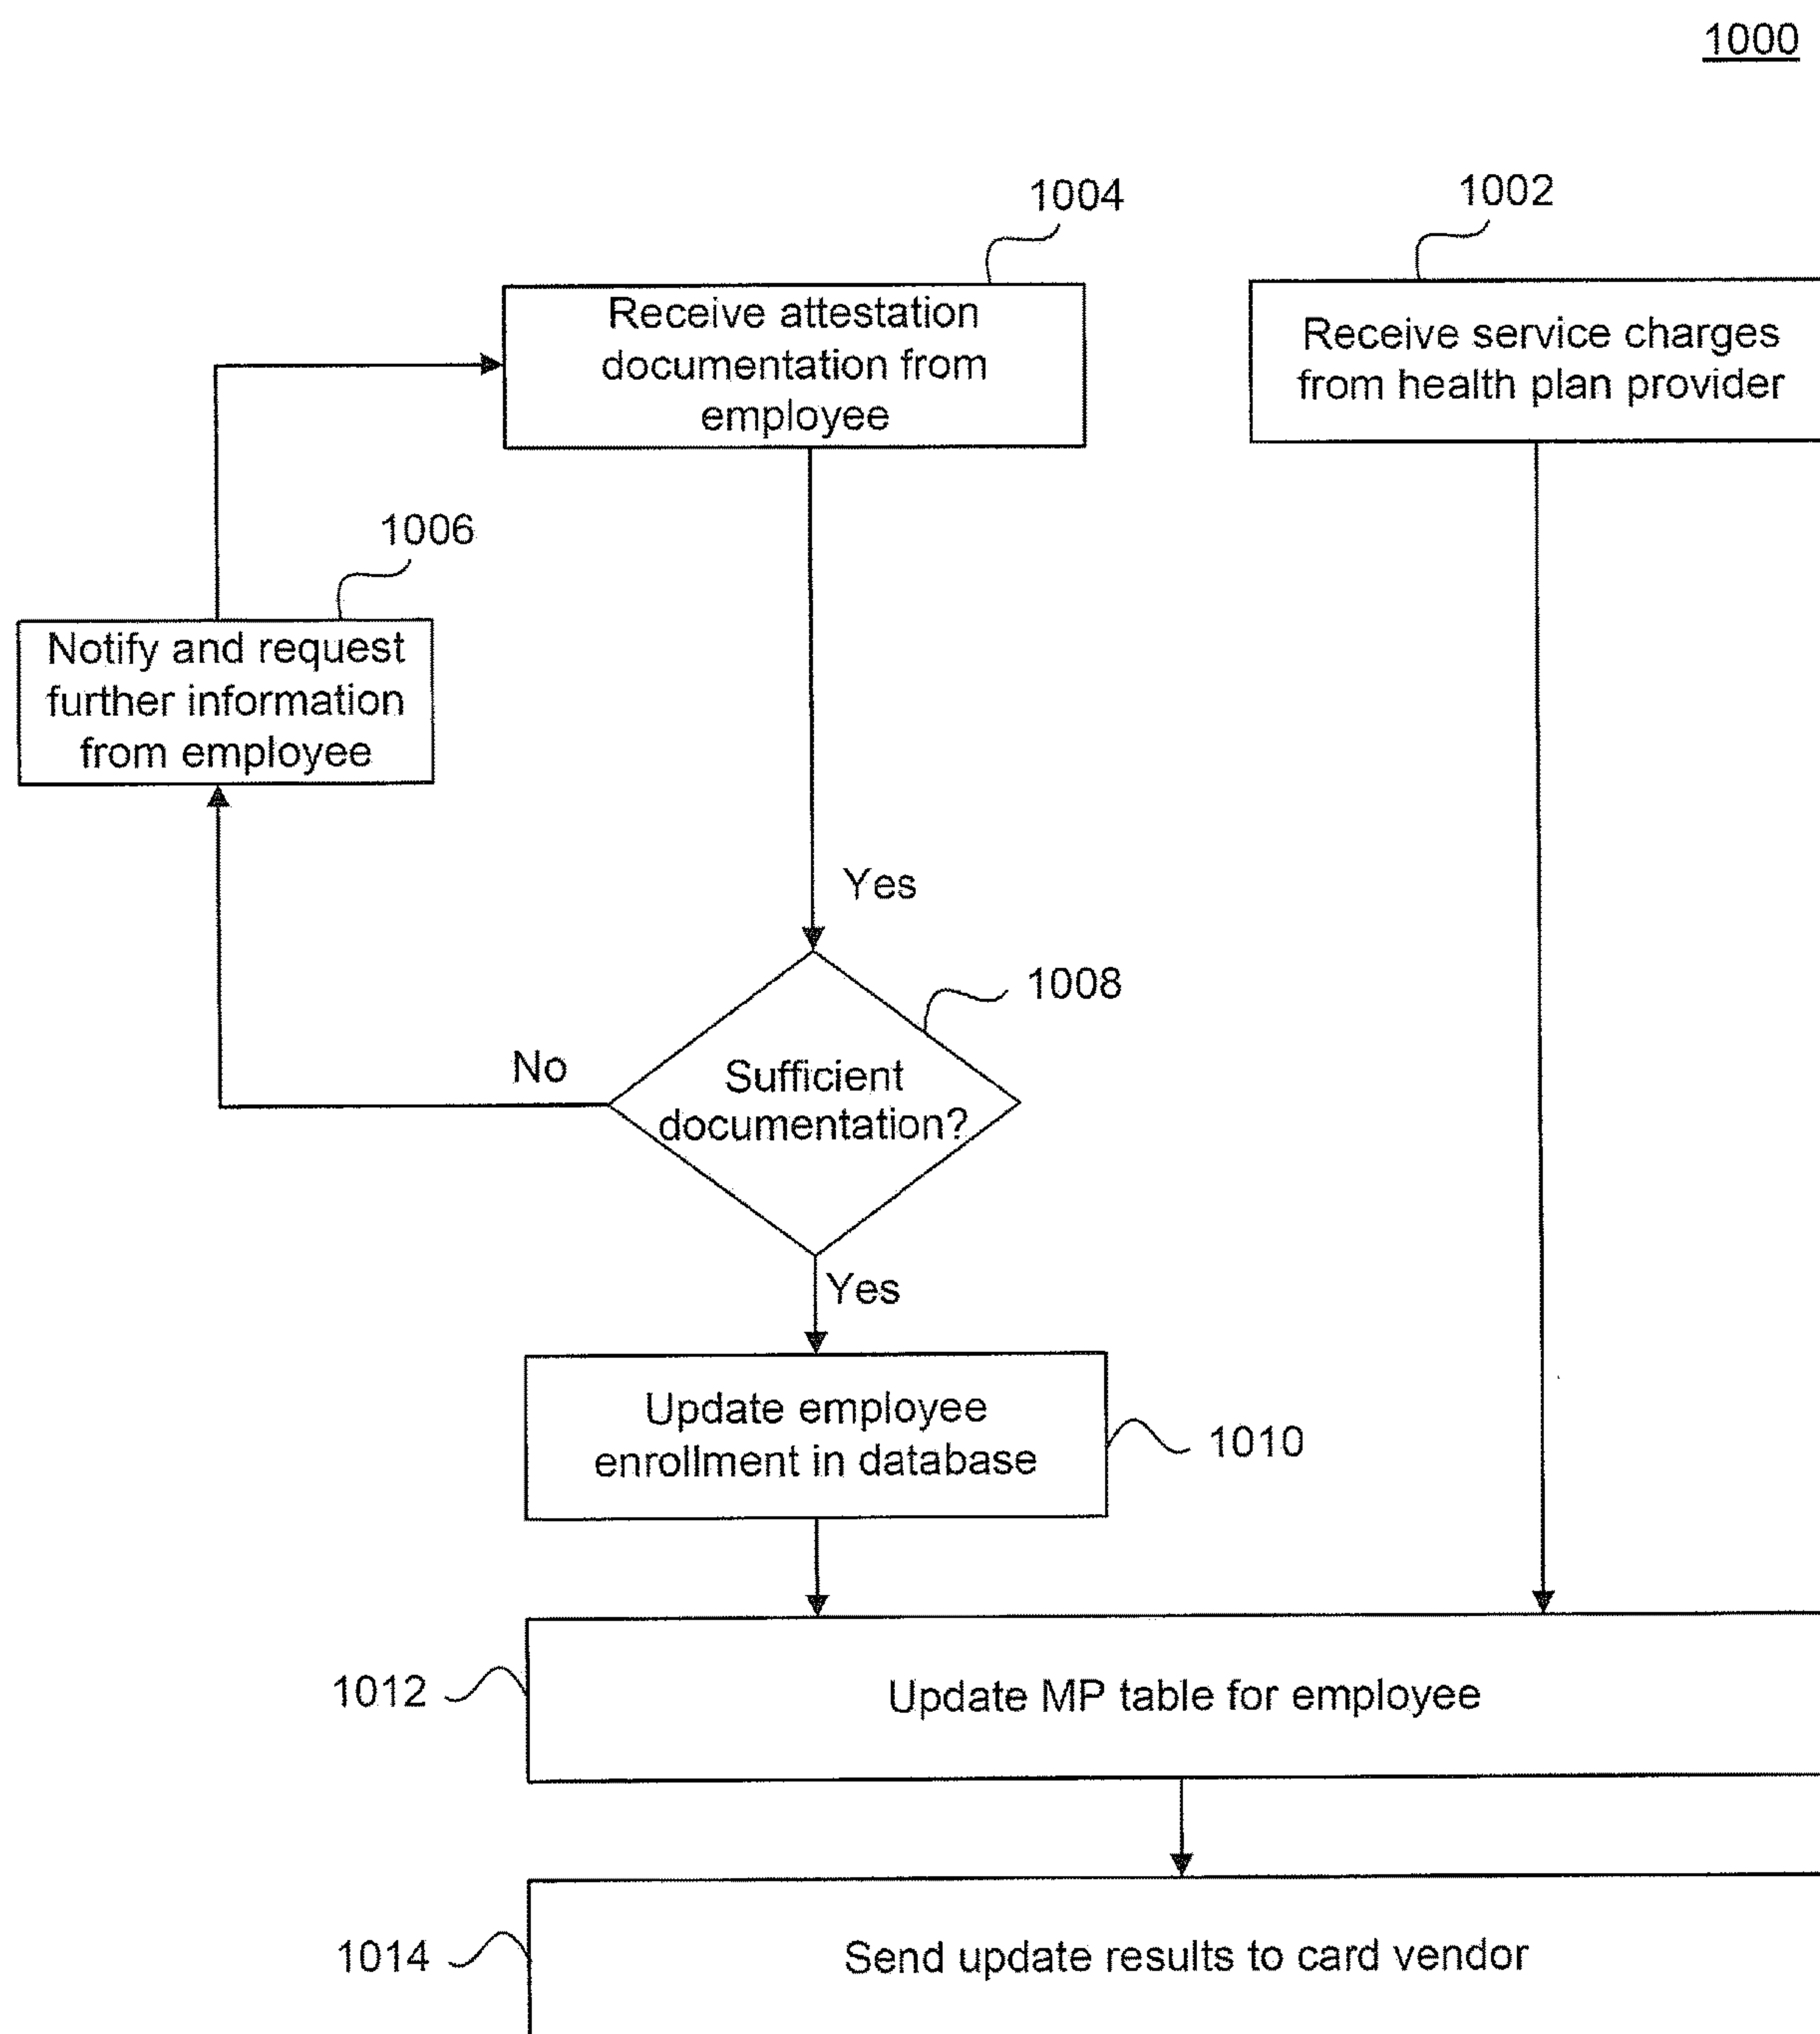 1000
1004
1002
Receive attestation
documentation from
employee
Receive service charges
from health plan provider
1006
Notify and request
further information
from employee
Yes
1008
No
Sufficient
documentation?
Yes
Update employee
enrollment in database
1010
1012
Update MP table for employee
1014
Send update results to card vendor